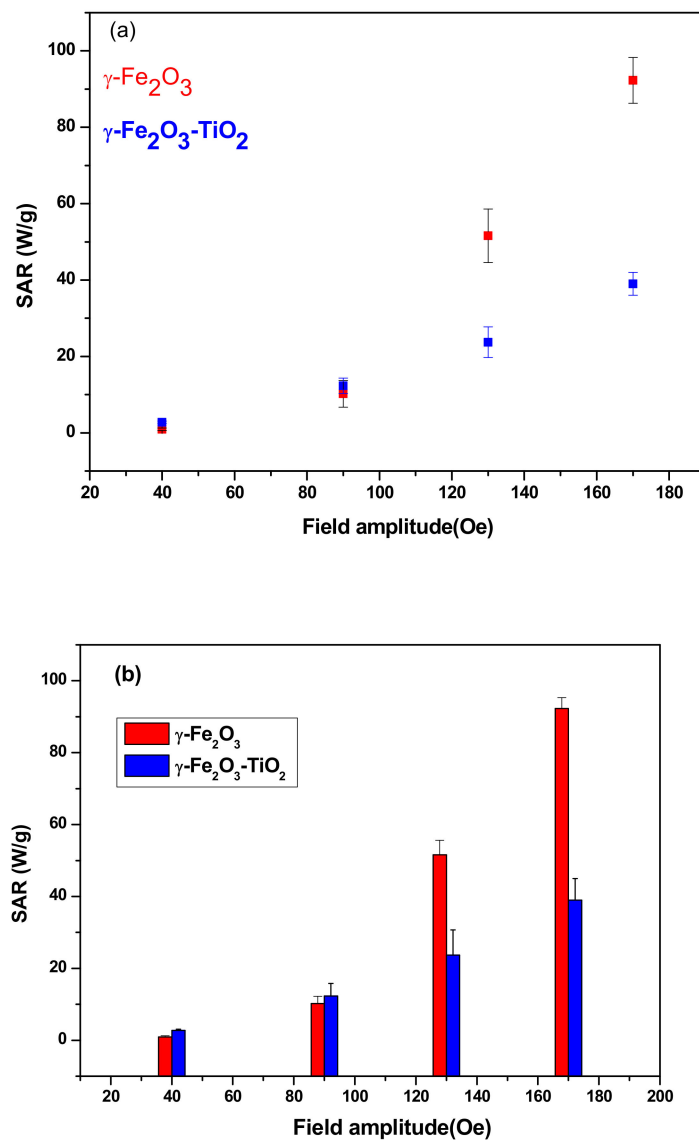 (a)
γ-Fe₂O₃
γ-Fe₂O₃-TiO₂
100
80
60
40
20
0
SAR (W/g)
20 40 60 80 100 120 140 160 180
Field amplitude(Oe)
(b)
γ-Fe₂O₃
γ-Fe₂O₃-TiO₂
100
80
60
40
20
0
SAR (W/g)
20 40 60 80 100 120 140 160 180 200
Field amplitude(Oe)